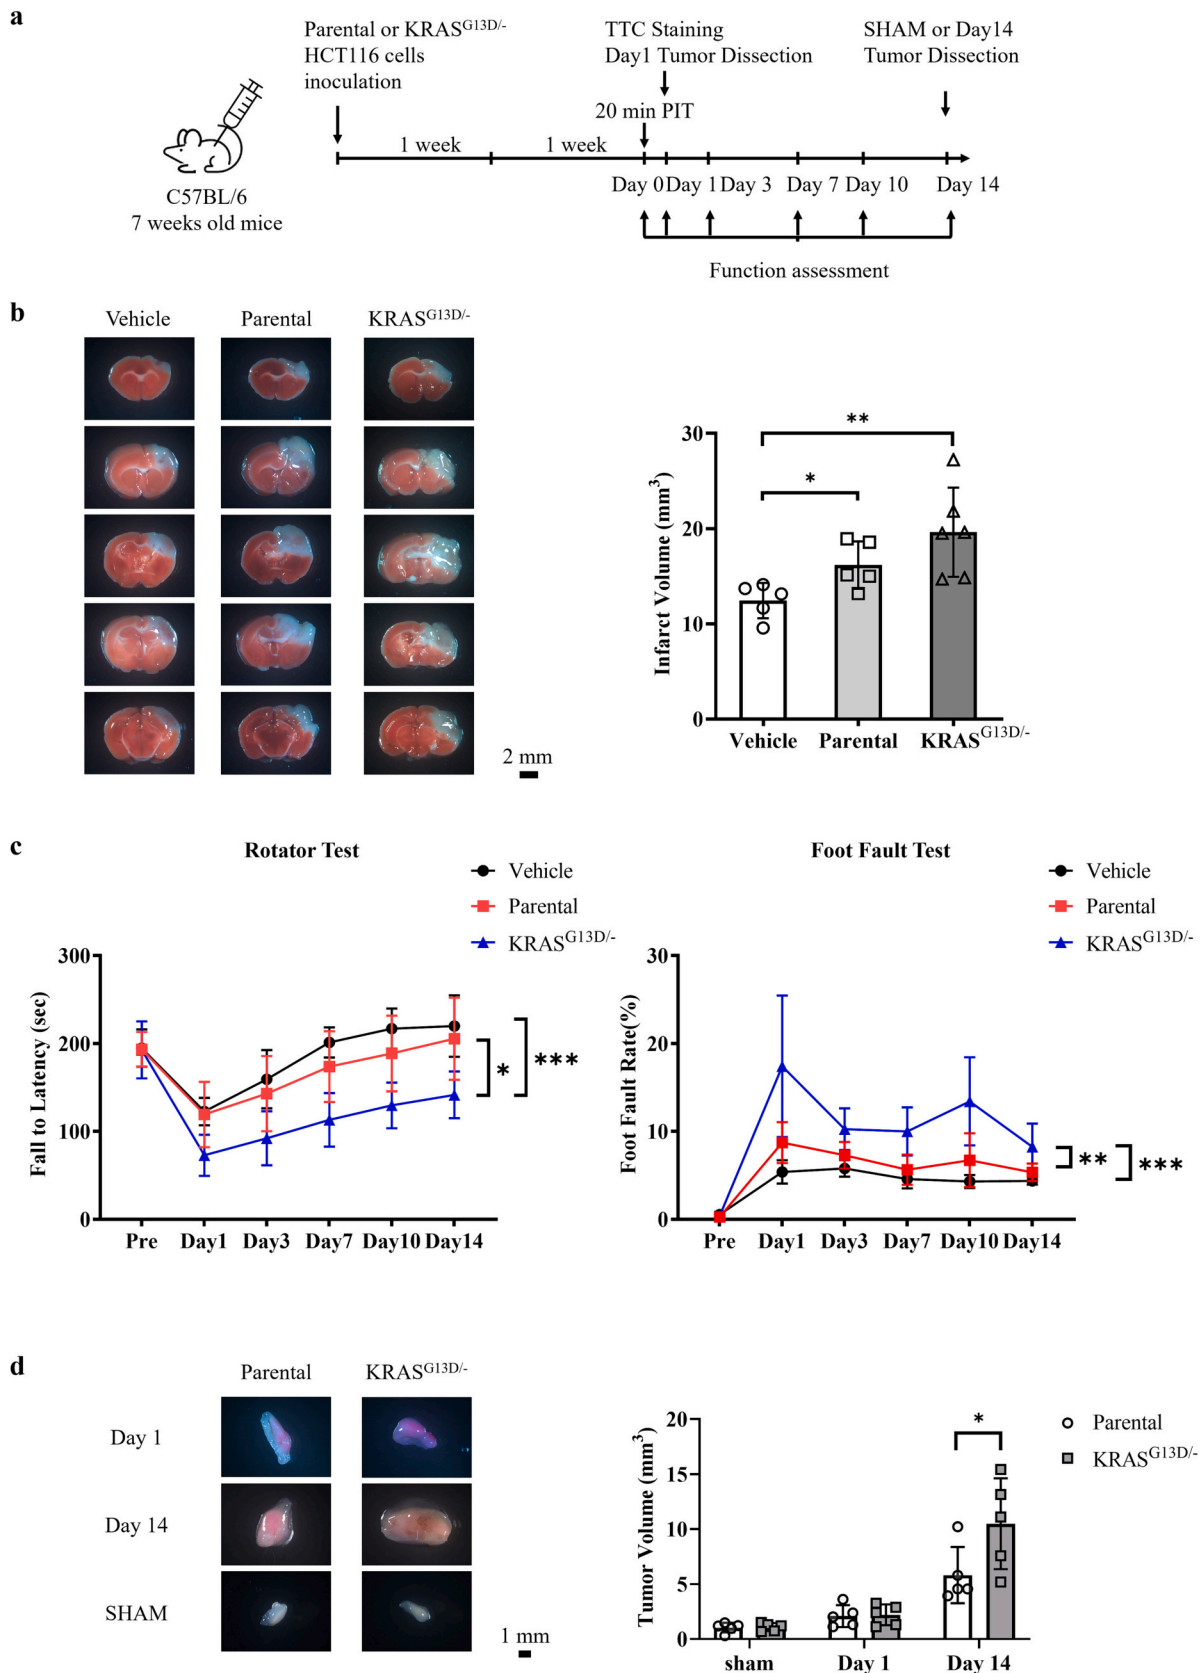 a
Parental or KRAS^G13D/-
HCT116 cells
inoculation
TTC Staining
Day1 Tumor Dissection
SHAM or Day14
Tumor Dissection
20 min PIT
1 week
1 week
C57BL/6
7 weeks old mice
Day 0
Day 1
Day 3
Day 7
Day 10
Day 14
Function assessment
b
Vehicle
Parental
KRAS^G13D/-
2 mm
**
*
30
20
10
0
Infarct Volume (mm³)
Vehicle
Parental
KRAS^G13D/-
c
Rotator Test
Vehicle
Parental
KRAS^G13D/-
300
200
100
0
Fall to Latency (sec)
*
***
Pre
Day1
Day3
Day7
Day10
Day14
Foot Fault Test
Vehicle
Parental
KRAS^G13D/-
30
20
10
0
Foot Fault Rate(%)
**
***
Pre
Day1
Day3
Day7
Day10
Day14
d
Parental
KRAS^G13D/-
Day 1
Day 14
SHAM
1 mm
20
15
10
5
0
Tumor Volume (mm³)
*
Parental
KRAS^G13D/-
sham
Day 1
Day 14